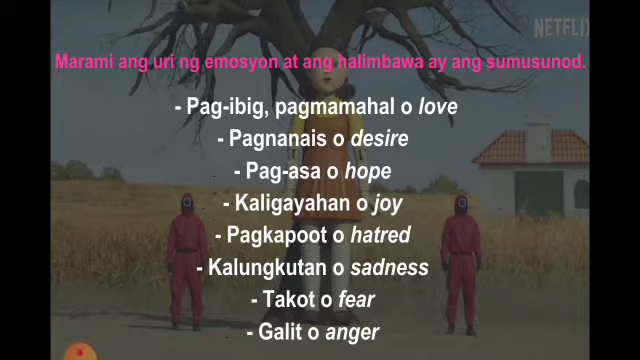 NETFLIX
Marami ang uri ng emosyon at ang halimbawa ay ang sumusunod.
- Pag-ibig, pagmamahal o love
- Pagnanais o desire
- Pag-asa o hope
- Kaligayahan o joy
- Pagkapoot o hatred
- Kalungkutan o sadness
- Takot o fear
- Galit o anger